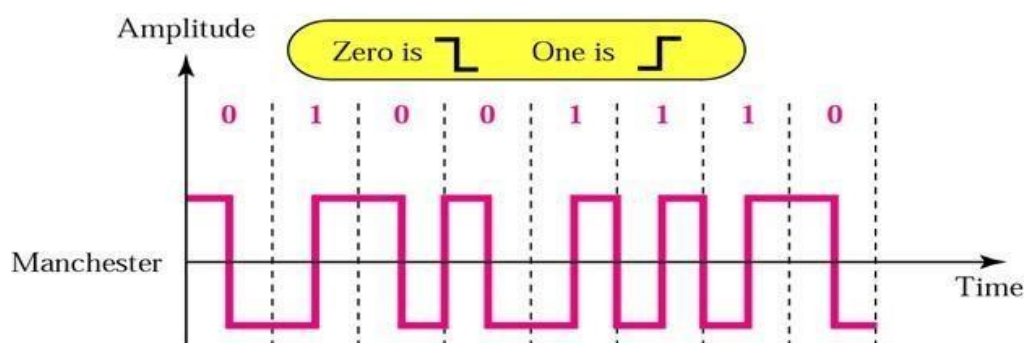 Amplitude
Zero is One is
0 1 0 0 1 1 1 0
Manchester
Time